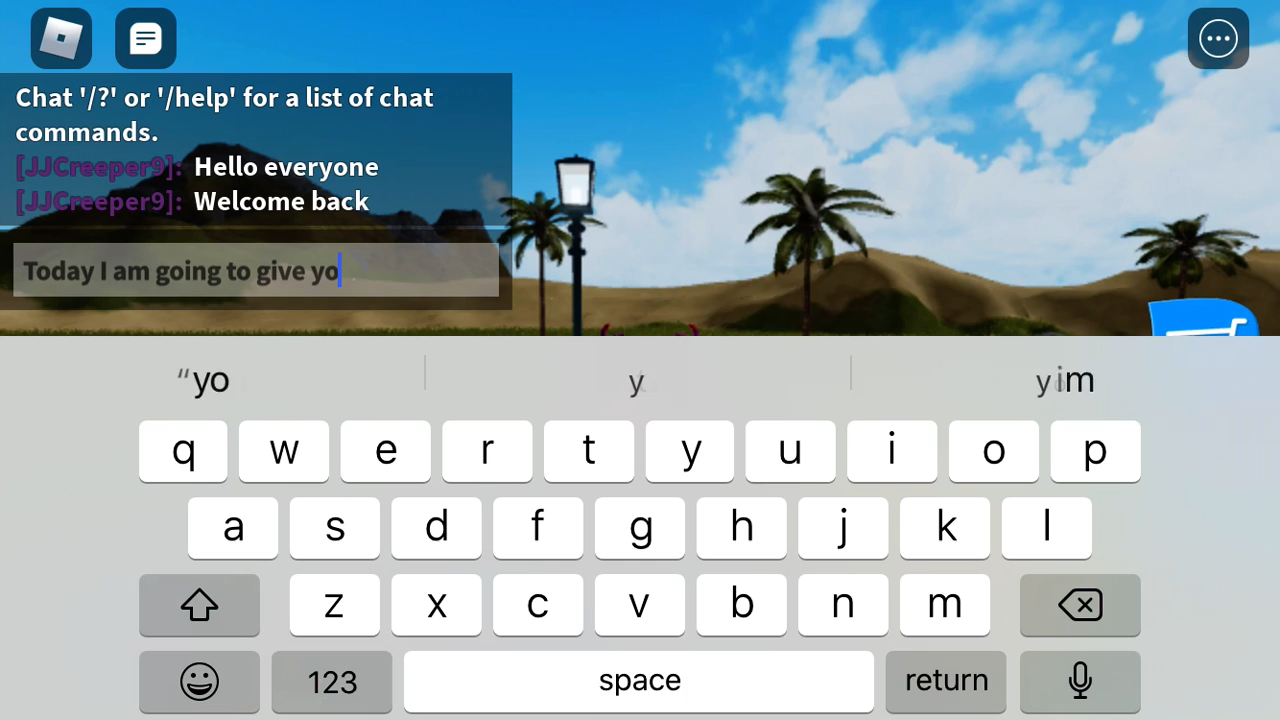 Chat '/?' or '/help' for a list of chat
commands.
[JJCreeper9]: Hello everyone
[JJCreeper9]: Welcome back
Today I am going to give yo
“yo y im
q w e r t y u i o p
a s d f g h j k l
z x c v b n m
123 space return